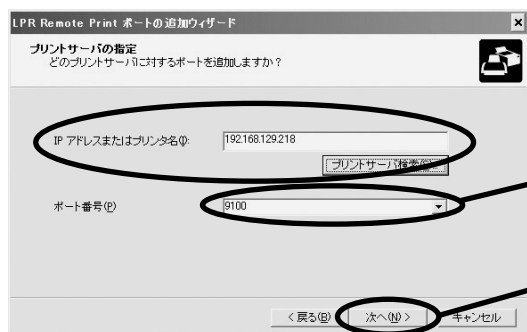 LPR Remote Print ポートの追加ウィザード
プリントサーバの指定
どのプリントサーバに対するポートを追加しますか？
IP アドレスまたはプリンタ名(I):
192.168.129.218
プリントサーバ検索(S)...
ポート番号(P)
9100
< 戻る(B)
次へ(N) >
キャンセル